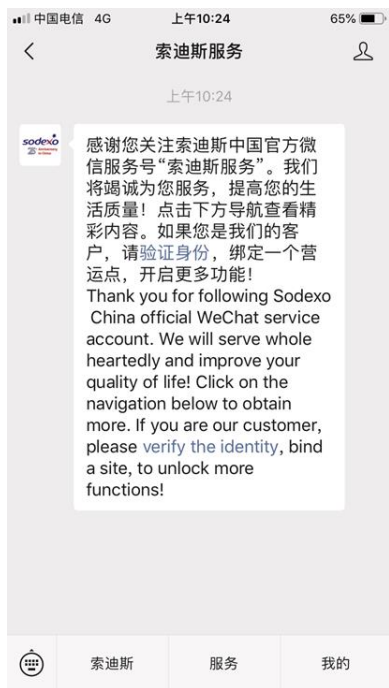 中国电信 4G 上午10:24 65%
索迪斯服务
上午10:24
sodexo
感谢您关注索迪斯中国官方微
信服务号“索迪斯服务”。我们
将竭诚为您服务，提高您的生
活质量！点击下方导航查看精
彩内容。如果您是我们的客
户，请验证身份，绑定一个营
运点，开启更多功能！
Thank you for following Sodexo
China official WeChat service
account. We will serve whole
heartedly and improve your
quality of life! Click on the
navigation below to obtain
more. If you are our customer,
please verify the identity, bind
a site, to unlock more
functions!
索迪斯 服务 我的